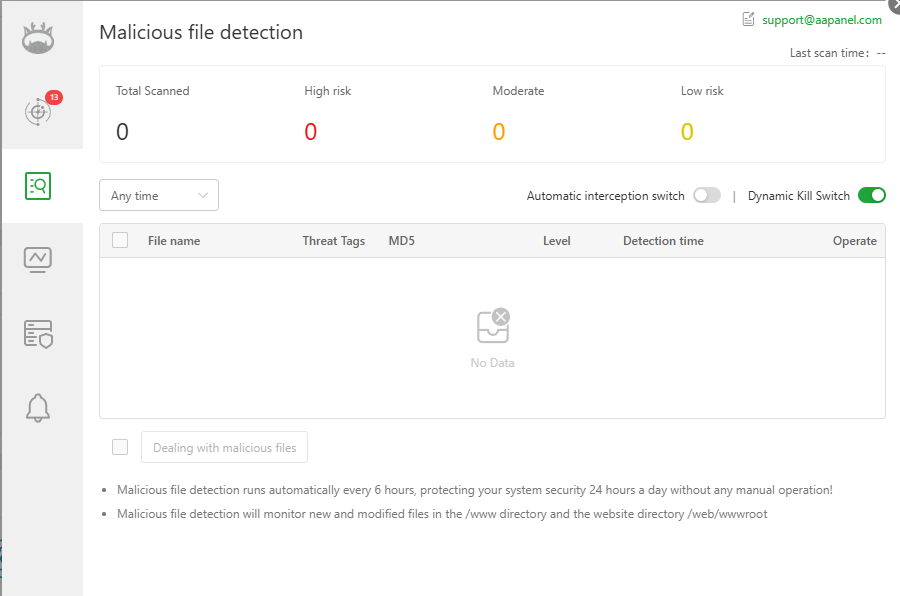 support@aapanel.com
Malicious file detection
Last scan time: --
13
Total Scanned High risk Moderate Low risk
0 0 0 0
Any time Automatic interception switch | Dynamic Kill Switch
File name Threat Tags MD5 Level Detection time Operate
No Data
Dealing with malicious files
• Malicious file detection runs automatically every 6 hours, protecting your system security 24 hours a day without any manual operation!
• Malicious file detection will monitor new and modified files in the /www directory and the website directory /web/wwwroot